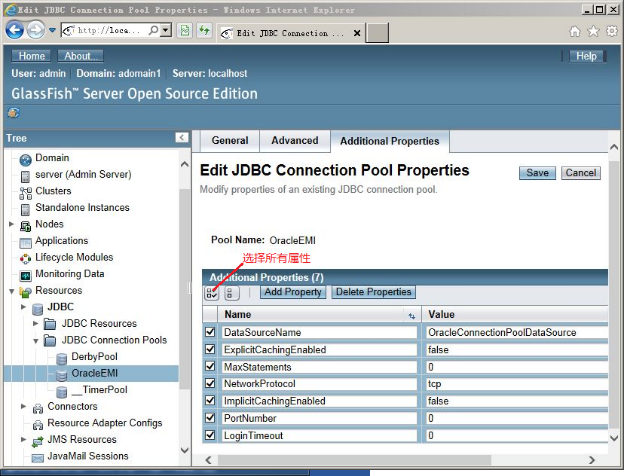 Edit JDBC Connection Pool Properties - Windows Internet Explorer
http://loca...
Edit JDBC Connection ...
Home
About...
Help
User: admin
Domain: adomain1
Server: localhost
GlassFish™ Server Open Source Edition
Tree
Domain
server (Admin Server)
Clusters
Standalone Instances
Nodes
Applications
Lifecycle Modules
Monitoring Data
Resources
JDBC
JDBC Resources
JDBC Connection Pools
DerbyPool
OracleEMI
__TimerPool
Connectors
Resource Adapter Configs
JMS Resources
JavaMail Sessions
General
Advanced
Additional Properties
Edit JDBC Connection Pool Properties
Save
Cancel
Modify properties of an existing JDBC connection pool.
Pool Name: OracleEMI
选择所有属性
Additional Properties (7)
Add Property
Delete Properties
Name Value
DataSourceName OracleConnectionPoolDataSource
ExplicitCachingEnabled false
MaxStatements 0
NetworkProtocol tcp
ImplicitCachingEnabled false
PortNumber 0
LoginTimeout 0